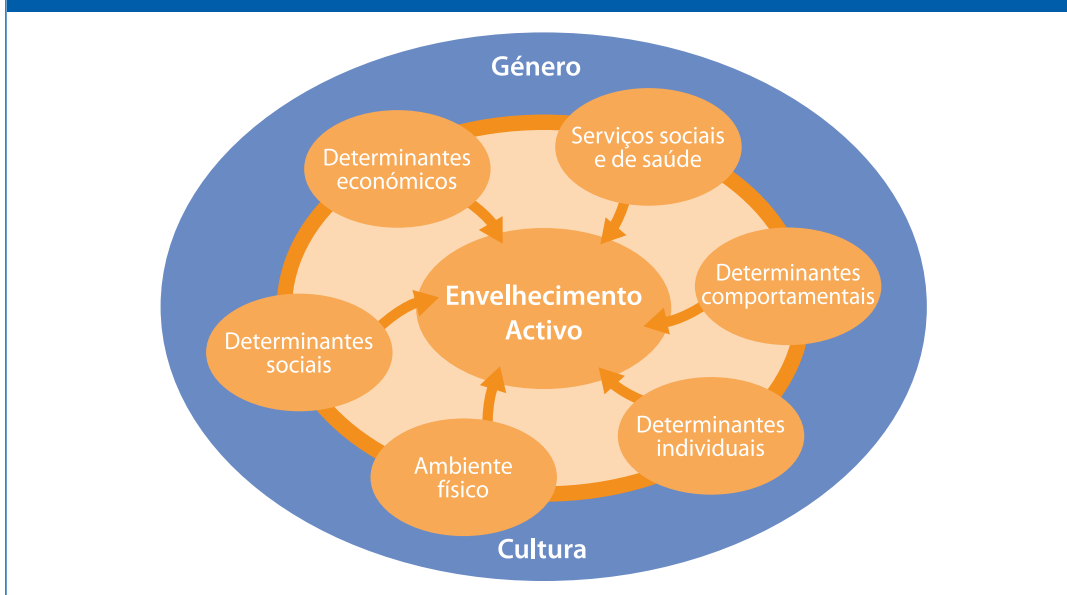 Género
Serviços sociais
e de saúde
Determinantes
económicos
Determinantes
comportamentais
Envelhecimento
Activo
Determinantes
sociais
Determinantes
individuais
Ambiente
físico
Cultura